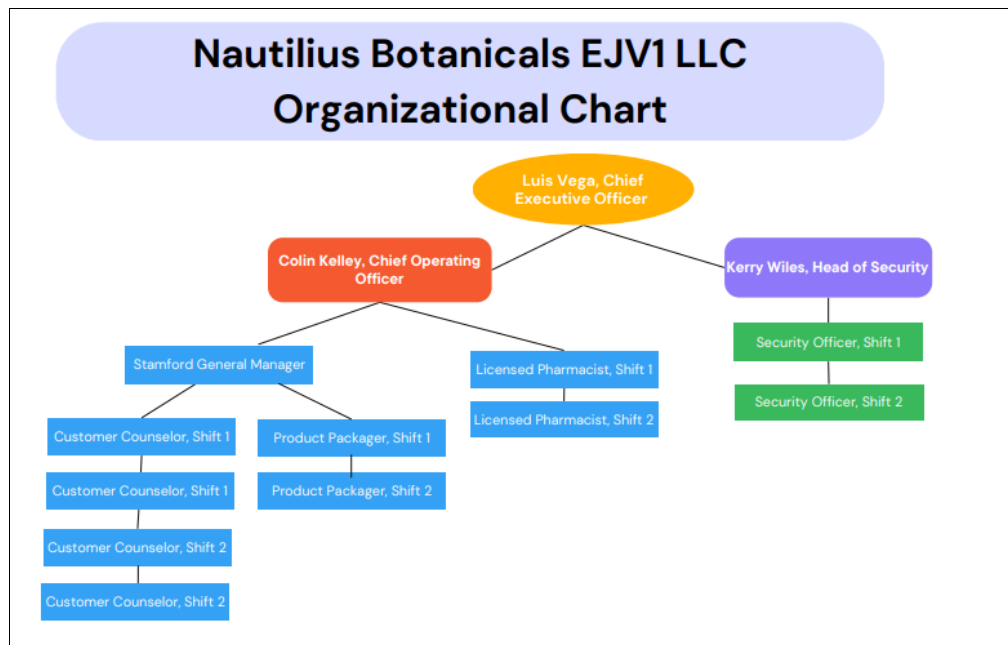 Nautilius Botanicals EJV1 LLC
Organizational Chart
Luis Vega, Chief
Executive Officer
Colin Kelley, Chief Operating
Officer
Kerry Wiles, Head of Security
Stamford General Manager
Licensed Pharmacist, Shift 1
Licensed Pharmacist, Shift 2
Security Officer, Shift 1
Security Officer, Shift 2
Customer Counselor, Shift 1
Customer Counselor, Shift 1
Customer Counselor, Shift 2
Customer Counselor, Shift 2
Product Packager, Shift 1
Product Packager, Shift 2